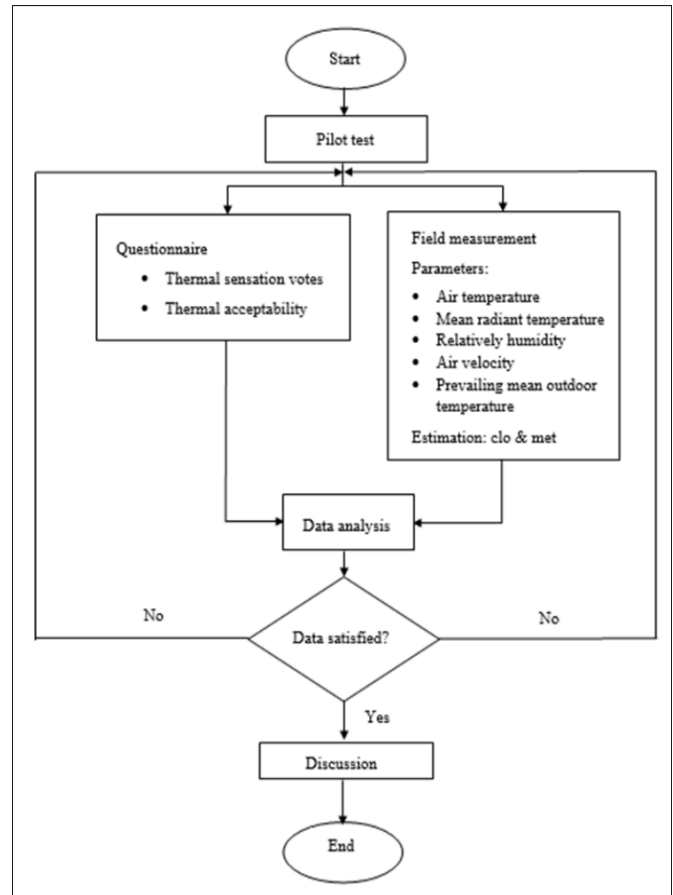 Start
Pilot test
Questionnaire
• Thermal sensation votes
• Thermal acceptability
Field measurement
Parameters:
• Air temperature
• Mean radiant temperature
• Relatively humidity
• Air velocity
• Prevailing mean outdoor
temperature
Estimation: clo & met
Data analysis
No
Data satisfied?
No
Yes
Discussion
End